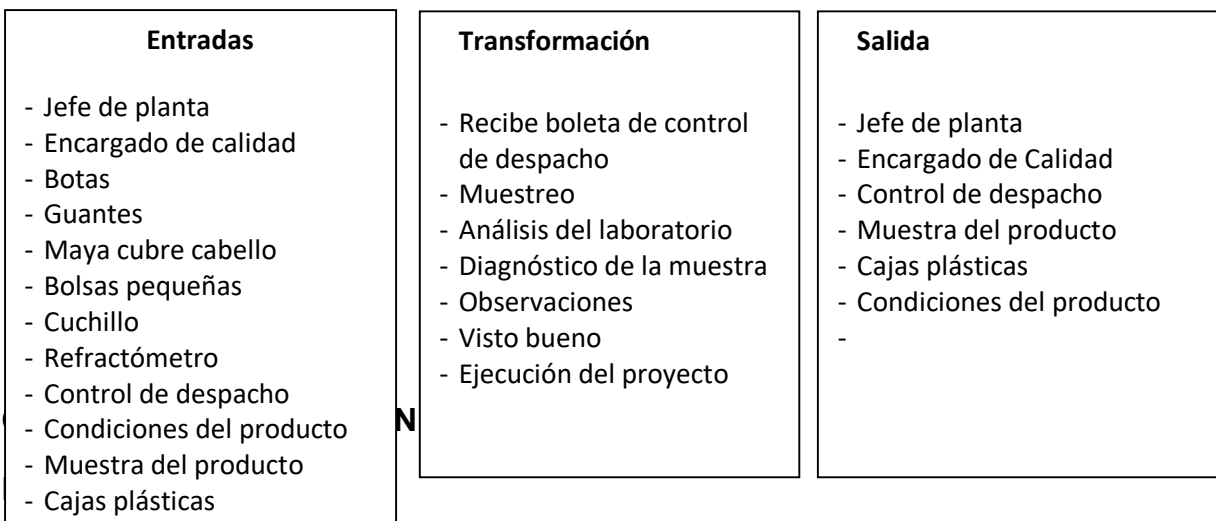 Entradas
- Jefe de planta
- Encargado de calidad
- Botas
- Guantes
- Maya cubre cabello
- Bolsas pequeñas
- Cuchillo
- Refractómetro
- Control de despacho
- Condiciones del producto
- Muestra del producto
- Cajas plásticas
Transformación
- Recibe boleta de control
de despacho
- Muestreo
- Análisis del laboratorio
- Diagnóstico de la muestra
- Observaciones
- Visto bueno
- Ejecución del proyecto
Salida
- Jefe de planta
- Encargado de Calidad
- Control de despacho
- Muestra del producto
- Cajas plásticas
- Condiciones del producto
-
N